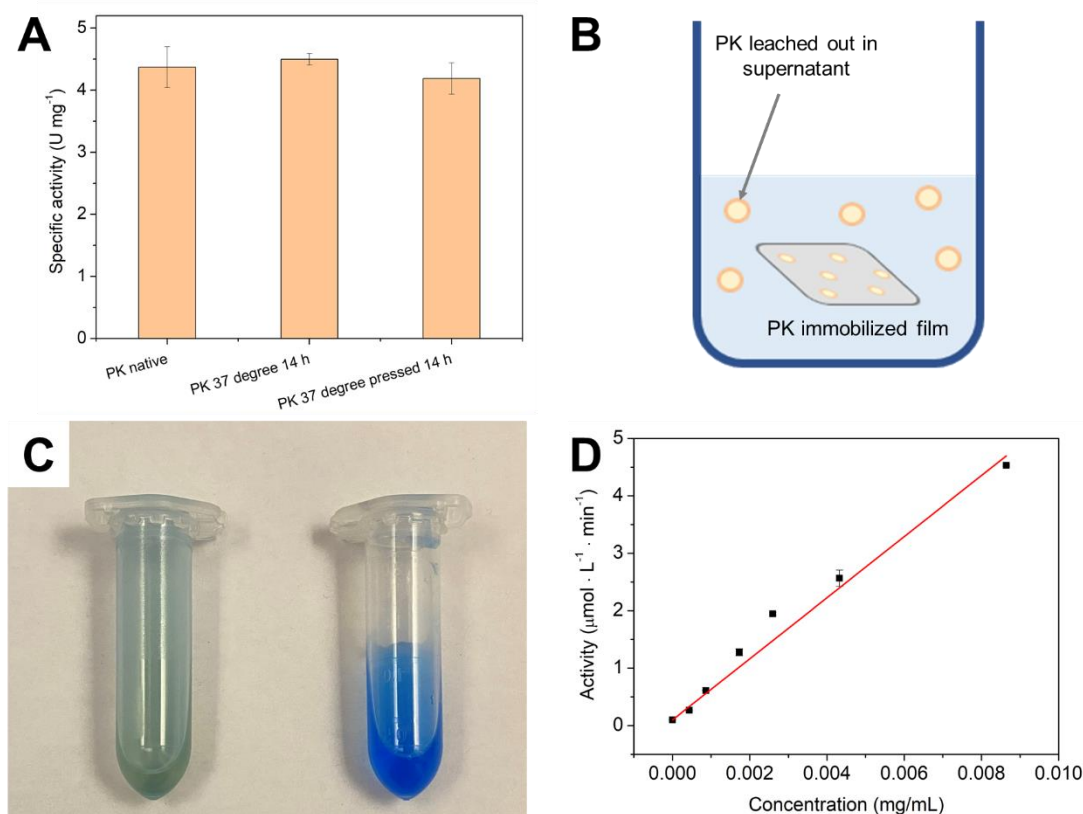 A
Specific activity (U mg⁻¹)
5
4
3
2
1
0
PK native
PK 37 degree 14 h
PK 37 degree pressed 14 h
B
PK leached out in
supernatant
PK immobilized film
C
D
Activity (μmol · L⁻¹ · min⁻¹)
5
4
3
2
1
0
0.000 0.002 0.004 0.006 0.008 0.010
Concentration (mg/mL)